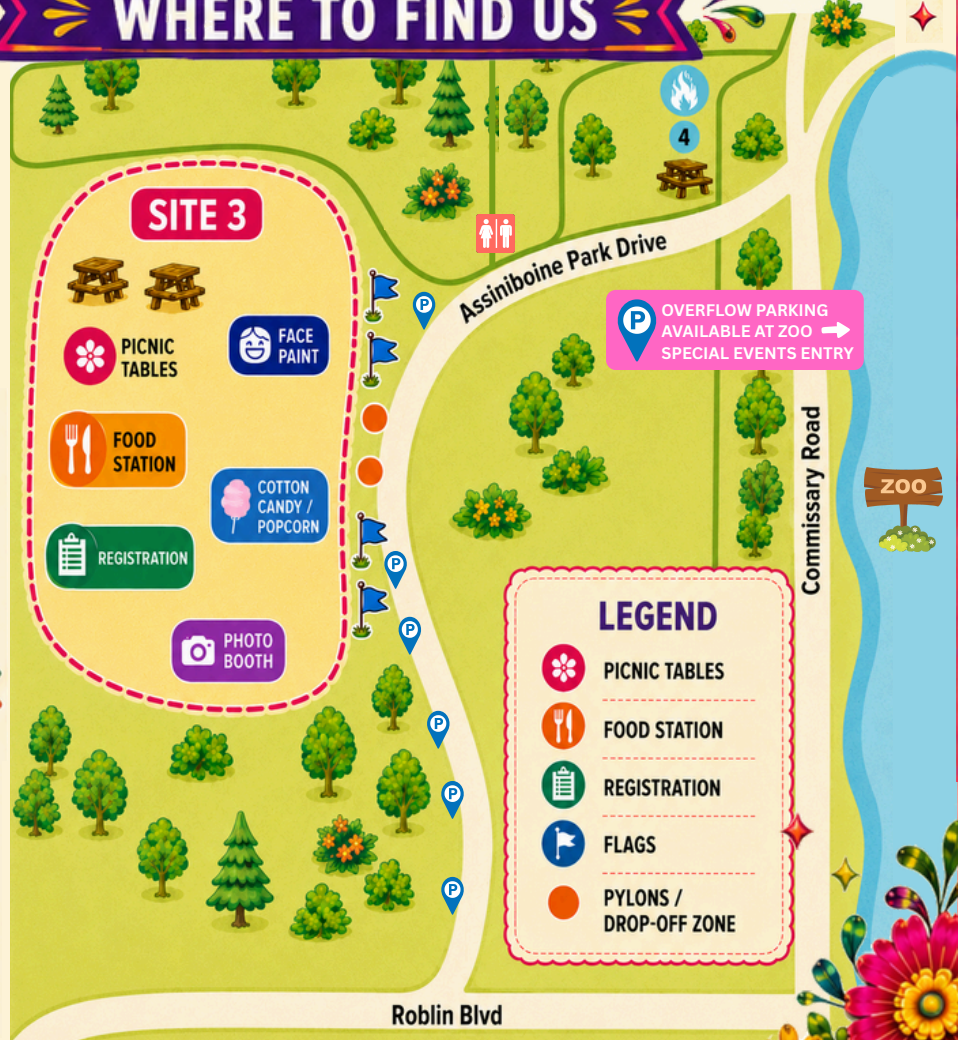 WHERE TO FIND US
4
SITE 3
Assiniboine Park Drive
P
P OVERFLOW PARKING
AVAILABLE AT ZOO
SPECIAL EVENTS ENTRY
FACE
PAINT
PICNIC
TABLES
FOOD
STATION
COTTON
CANDY /
POPCORN
ZOO
Commissary Road
REGISTRATION
P
P
PHOTO
BOOTH
P
P
P
LEGEND
PICNIC TABLES
FOOD STATION
REGISTRATION
FLAGS
PYLONS /
DROP-OFF ZONE
Roblin Blvd